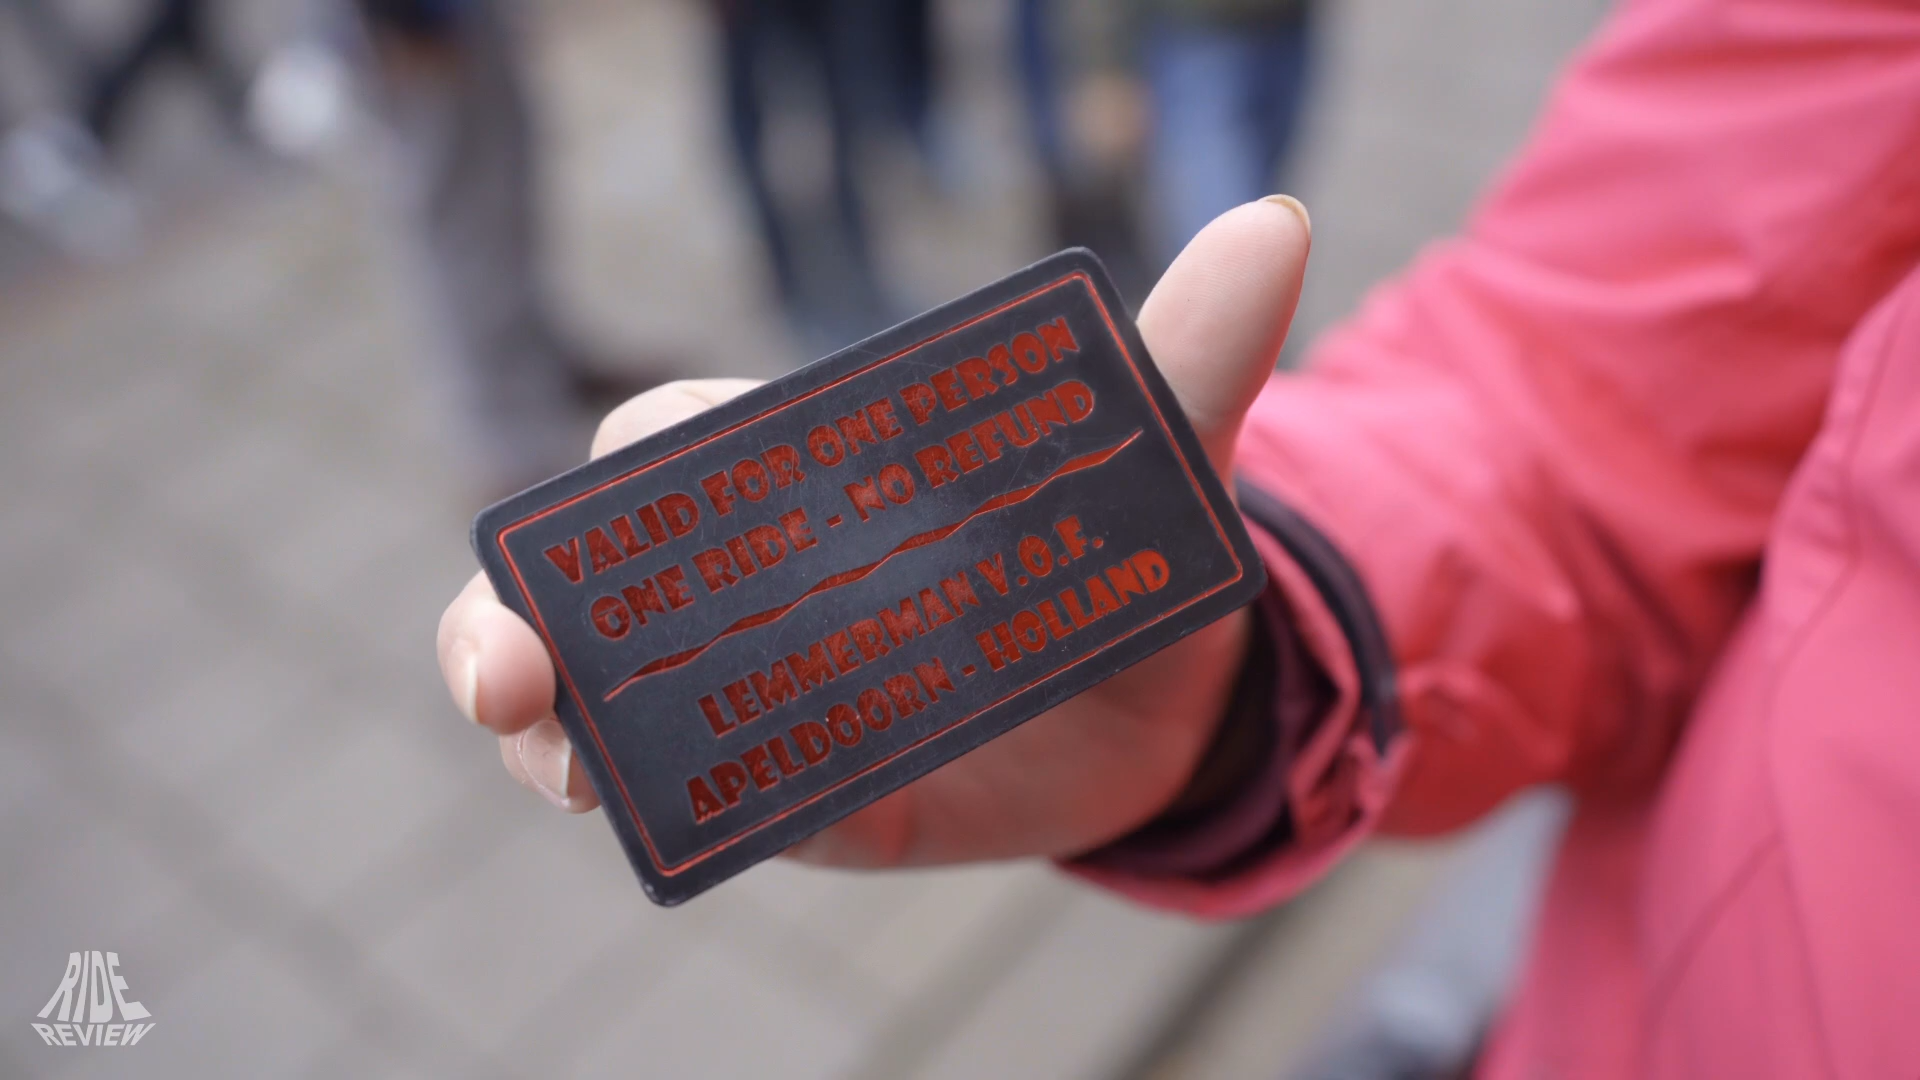 VALID FOR ONE PERSON
ONE RIDE - NO REFUND
LEMMERMAN V.O.F.
APELDOORN - HOLLAND
RIDE
REVIEW